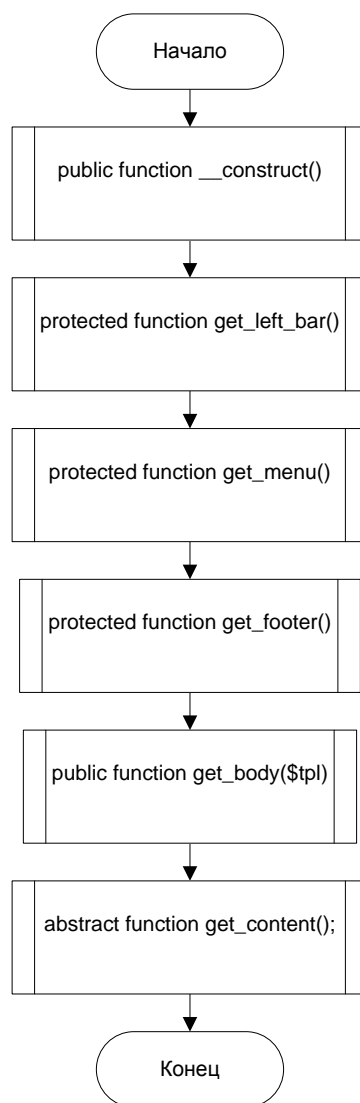 Начало
public function __construct()
protected function get_left_bar()
protected function get_menu()
protected function get_footer()
public function get_body($tpl)
abstract function get_content();
Конец